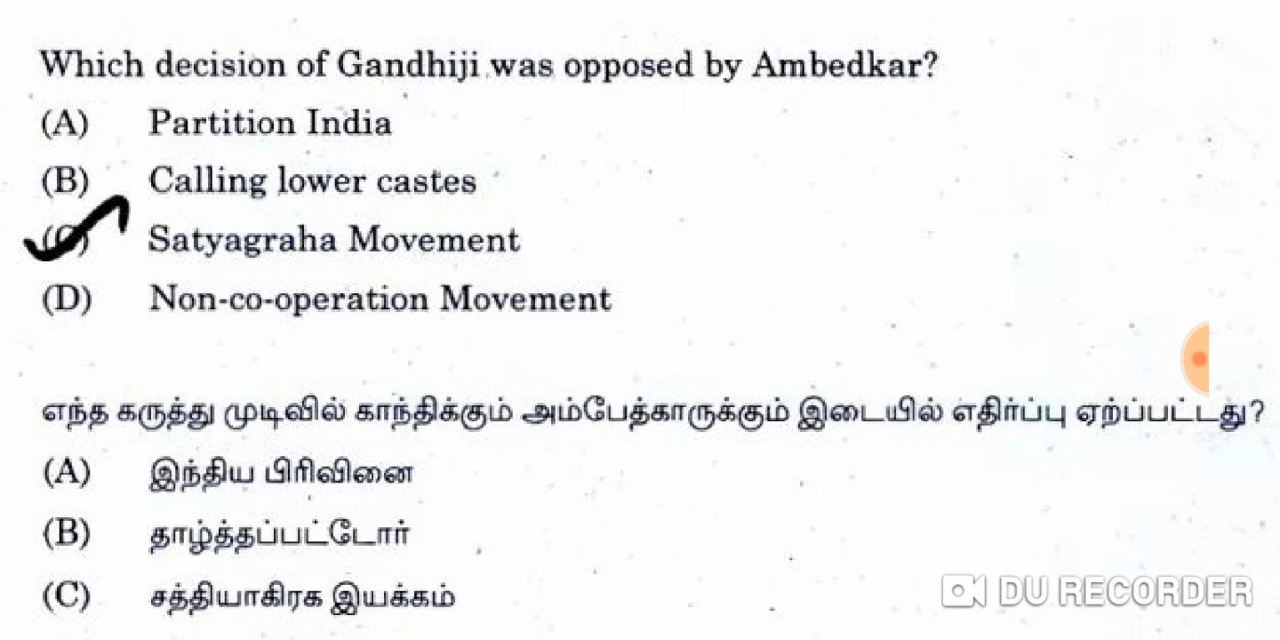 Which decision of Gandhiji was opposed by Ambedkar?
(A) Partition India
(B) Calling lower castes
(C) Satyagraha Movement
(D) Non-co-operation Movement
எந்த கருத்து முடிவில் காந்திக்கும் அம்பேத்காருக்கும் இடையில் எதிர்ப்பு ஏற்ப்பட்டது?
(A) இந்திய பிரிவினை
(B) தாழ்த்தப்பட்டோர்
(C) சத்தியாகிரக இயக்கம்
DU RECORDER